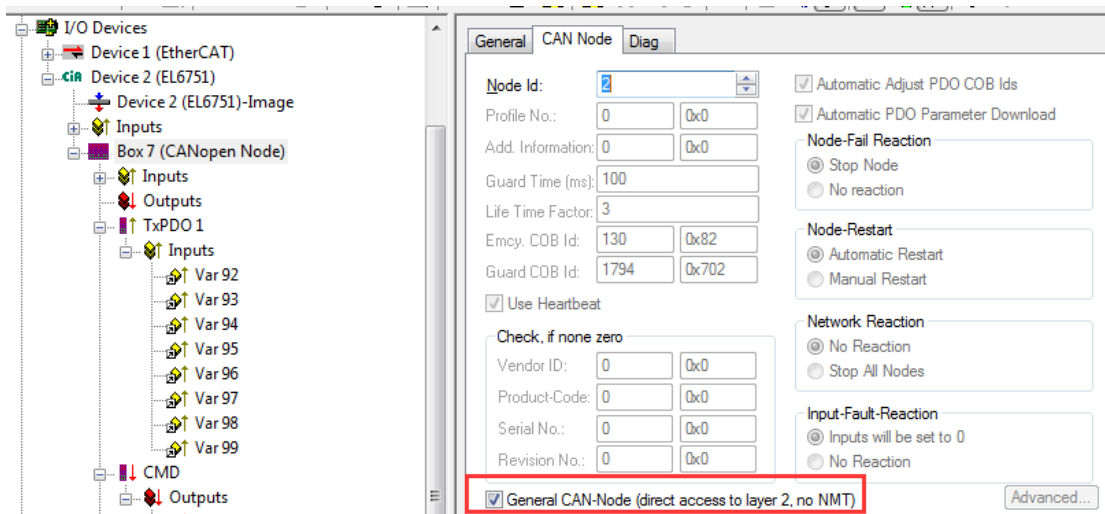 I/O Devices
Device 1 (EtherCAT)
CiA Device 2 (EL6751)
Device 2 (EL6751)-Image
Inputs
Box 7 (CANopen Node)
Inputs
Outputs
TxPDO 1
Inputs
Var 92
Var 93
Var 94
Var 95
Var 96
Var 97
Var 98
Var 99
CMD
Outputs
General CAN Node Diag
Node Id: 2
Profile No.: 0 0x0
Add. Information: 0 0x0
Guard Time (ms): 100
Life Time Factor: 3
Emcy. COB Id: 130 0x82
Guard COB Id: 1794 0x702
Use Heartbeat
Check, if none zero
Vendor ID: 0 0x0
Product-Code: 0 0x0
Serial No.: 0 0x0
Revision No.: 0 0x0
General CAN-Node (direct access to layer 2, no NMT)
Automatic Adjust PDO COB Ids
Automatic PDO Parameter Download
Node-Fail Reaction
Stop Node
No reaction
Node-Restart
Automatic Restart
Manual Restart
Network Reaction
No Reaction
Stop All Nodes
Input-Fault-Reaction
Inputs will be set to 0
No Reaction
Advanced...